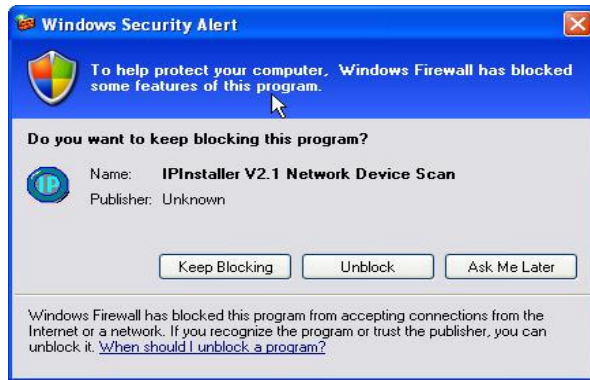 Windows Security Alert
To help protect your computer, Windows Firewall has blocked
some features of this program.
Do you want to keep blocking this program?
IP
Name: IPInstaller V2.1 Network Device Scan
Publisher: Unknown
Keep Blocking Unblock Ask Me Later
Windows Firewall has blocked this program from accepting connections from the
Internet or a network. If you recognize the program or trust the publisher, you can
unblock it. When should I unblock a program?